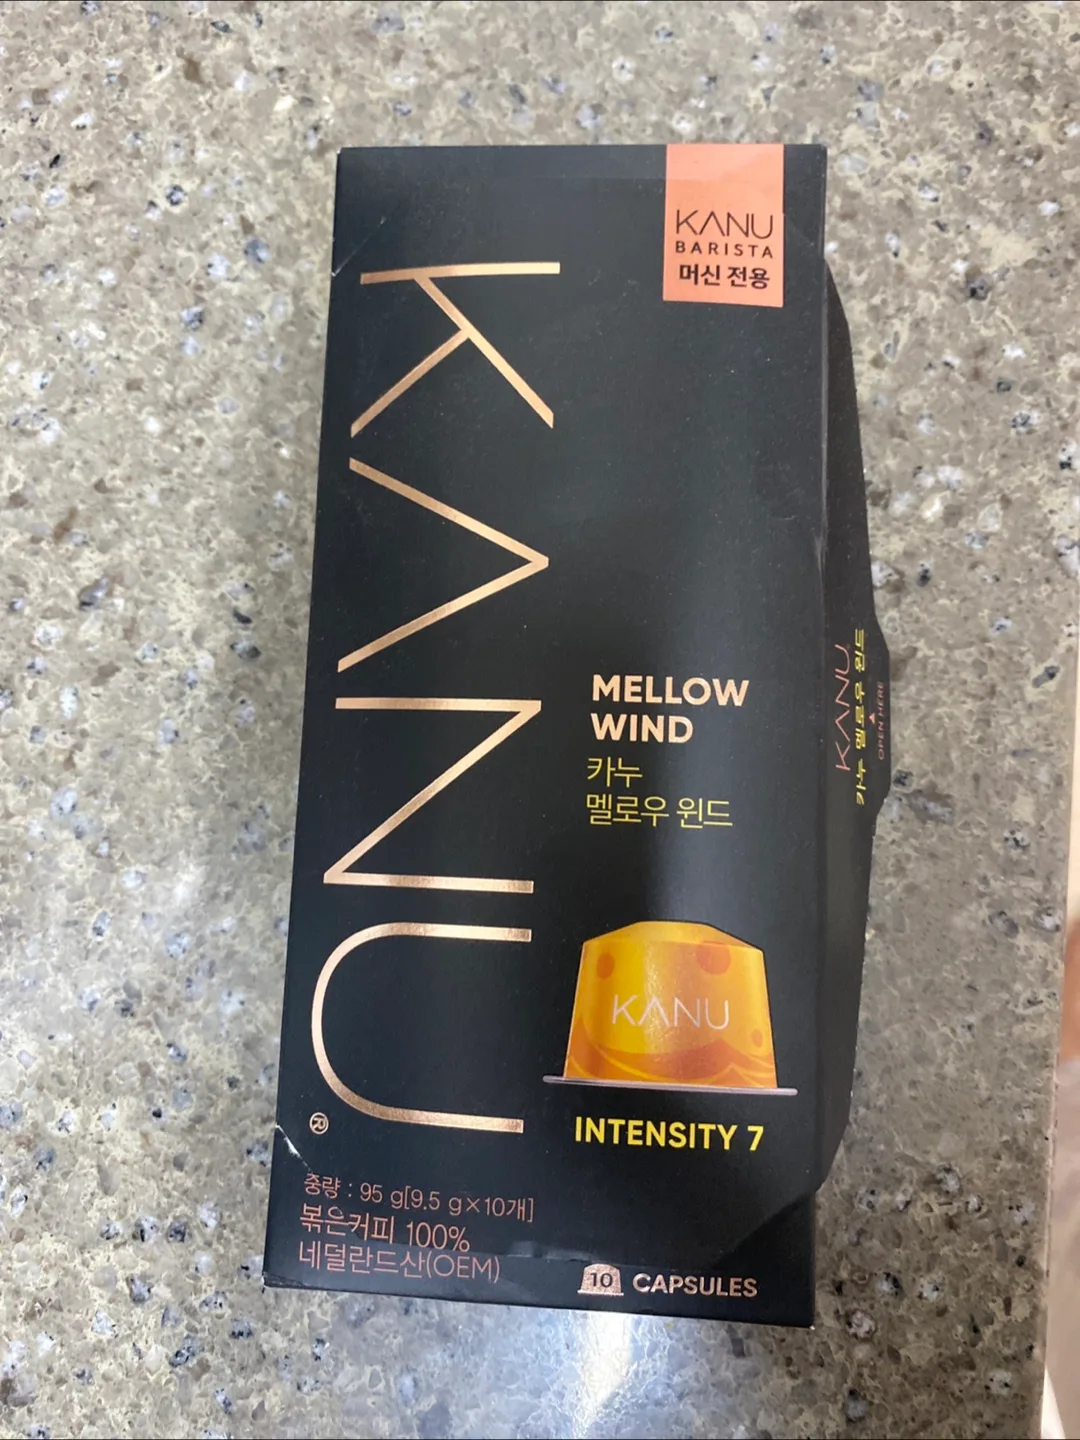 KANU
BARISTA
머신 전용
KANU
®
MELLOW
WIND
카누
멜로우 윈드
KANU
INTENSITY 7
중량 : 95 g[9.5 g×10개]
볶은커피 100%
네덜란드산(OEM)
10 CAPSULES
KANU
카누 멜로우 윈드
OPEN HERE